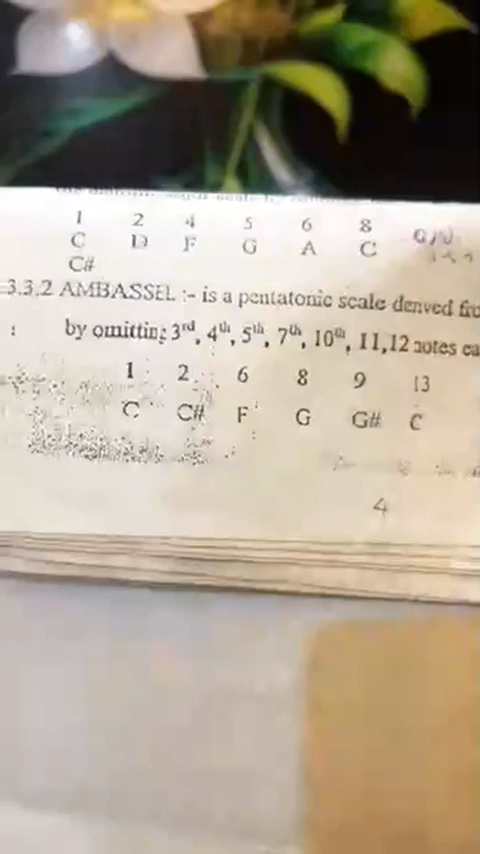 1 2 4 5 6 8
C D F G A C
C#
3.3.2 AMBASSEL :- is a pentatonic scale derived
by omitting 3rd, 4th, 5th, 7th, 10th, 11,12 notes
1 2 6 8 9 13
C C# F G G# C
4